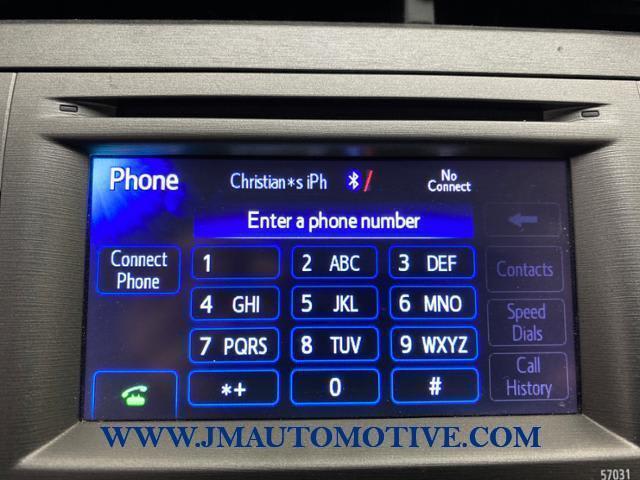 Phone Christian*s iPh No Connect
Enter a phone number
Connect Phone
1 2 ABC 3 DEF Contacts
4 GHI 5 JKL 6 MNO Speed Dials
7 PQRS 8 TUV 9 WXYZ
*+ 0 # Call History
WWW.JMAUTOMOTIVE.COM
57031